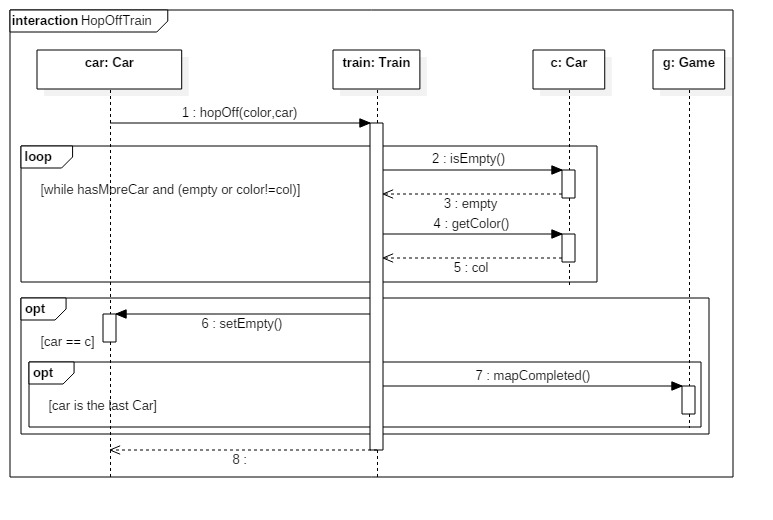 interaction HopOffTrain
car: Car
train: Train
c: Car
g: Game
1 : hopOff(color,car)
loop
2 : isEmpty()
[while hasMoreCar and (empty or color!=col)]
3 : empty
4 : getColor()
5 : col
opt
6 : setEmpty()
[car == c]
opt
7 : mapCompleted()
[car is the last Car]
8 :